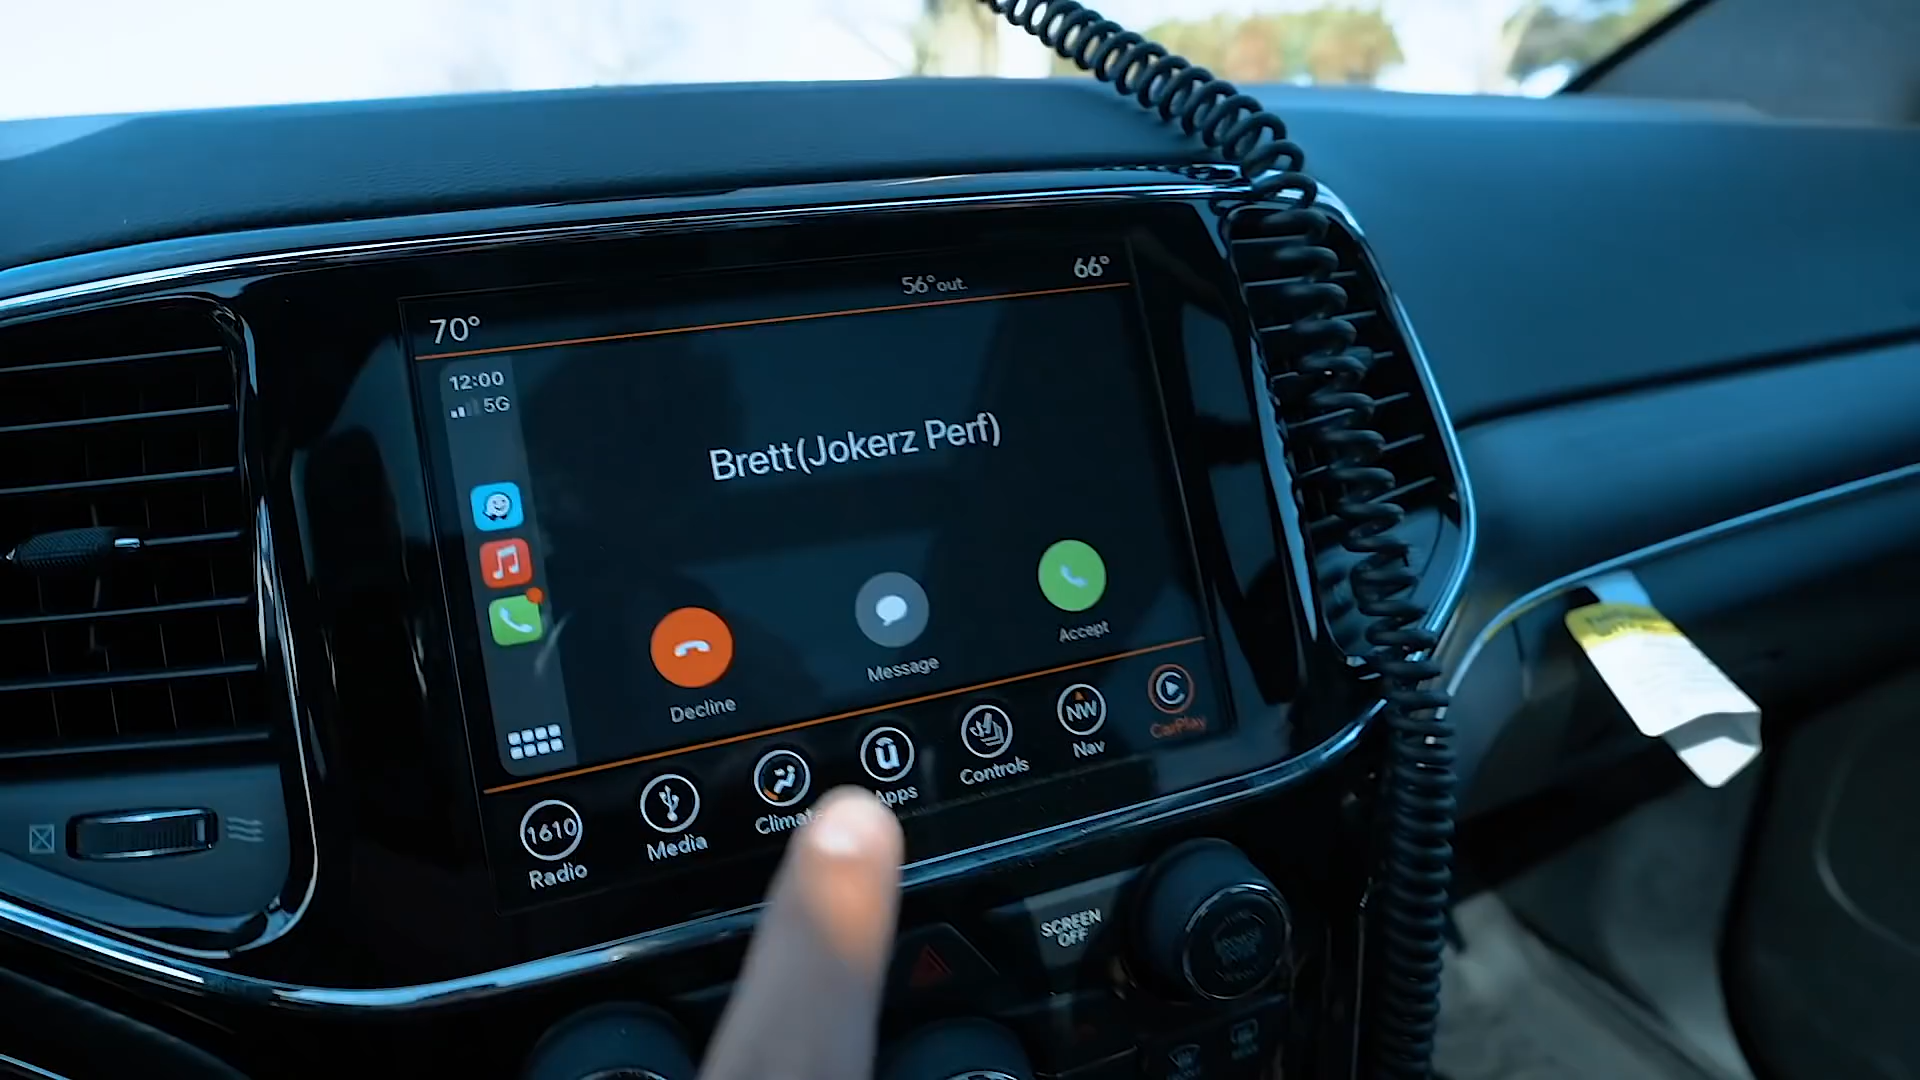 70°
56°out.
66°
12:00
5G
Brett(Jokerz Perf)
Decline
Message
Accept
1610
Radio
Media
Climate
û
Apps
Controls
NW
Nav
CarPlay
SCREEN
OFF